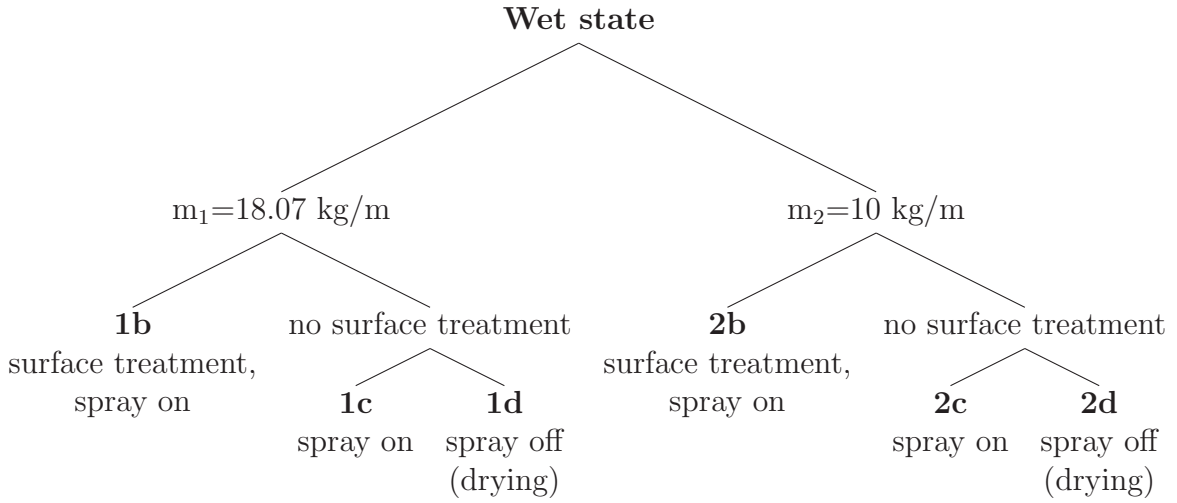 Wet state
m₁=18.07 kg/m
m₂=10 kg/m
1b
surface treatment,
spray on
no surface treatment
1c
spray on
1d
spray off
(drying)
2b
surface treatment,
spray on
no surface treatment
2c
spray on
2d
spray off
(drying)